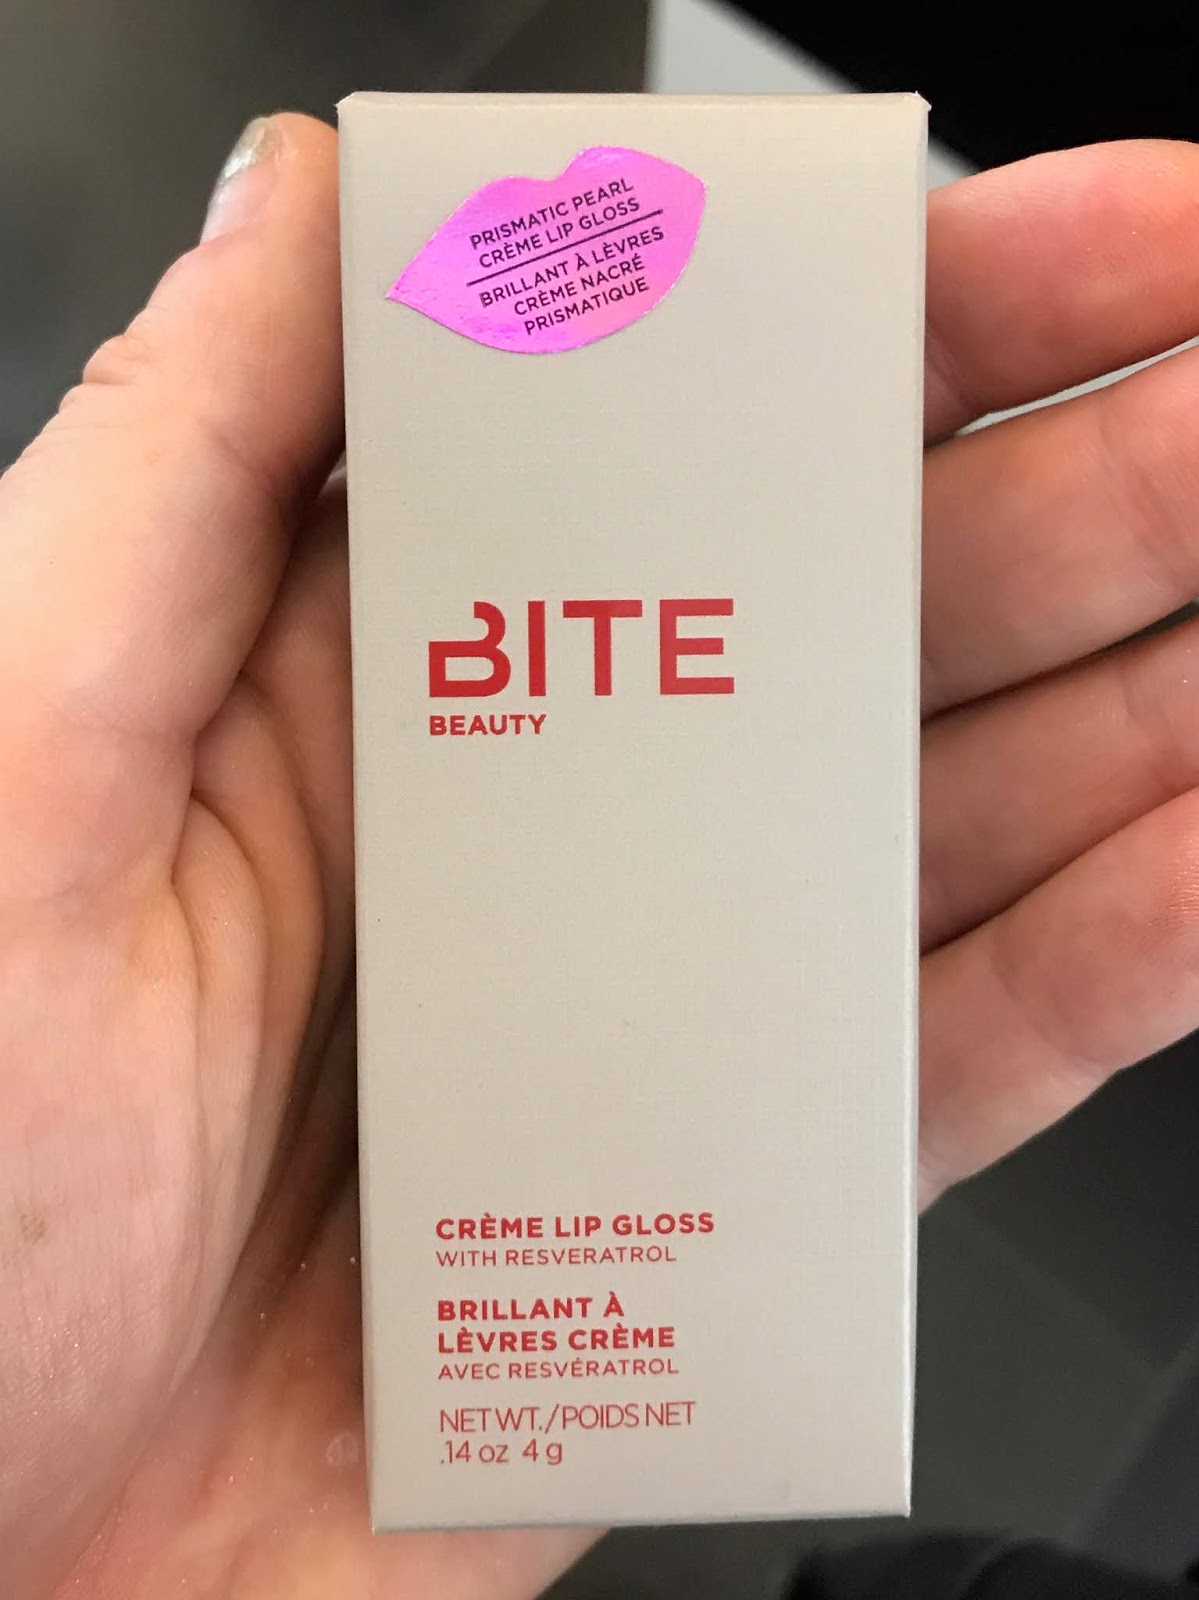 PRISMATIC PEARL
CRÈME LIP GLOSS
BRILLANT À LÈVRES
CRÈME NACRÉ
PRISMATIQUE
BITE
BEAUTY
CRÈME LIP GLOSS
WITH RESVERATROL
BRILLANT À
LÈVRES CRÈME
AVEC RESVÉRATROL
NET WT./POIDS NET
.14 oz 4 g